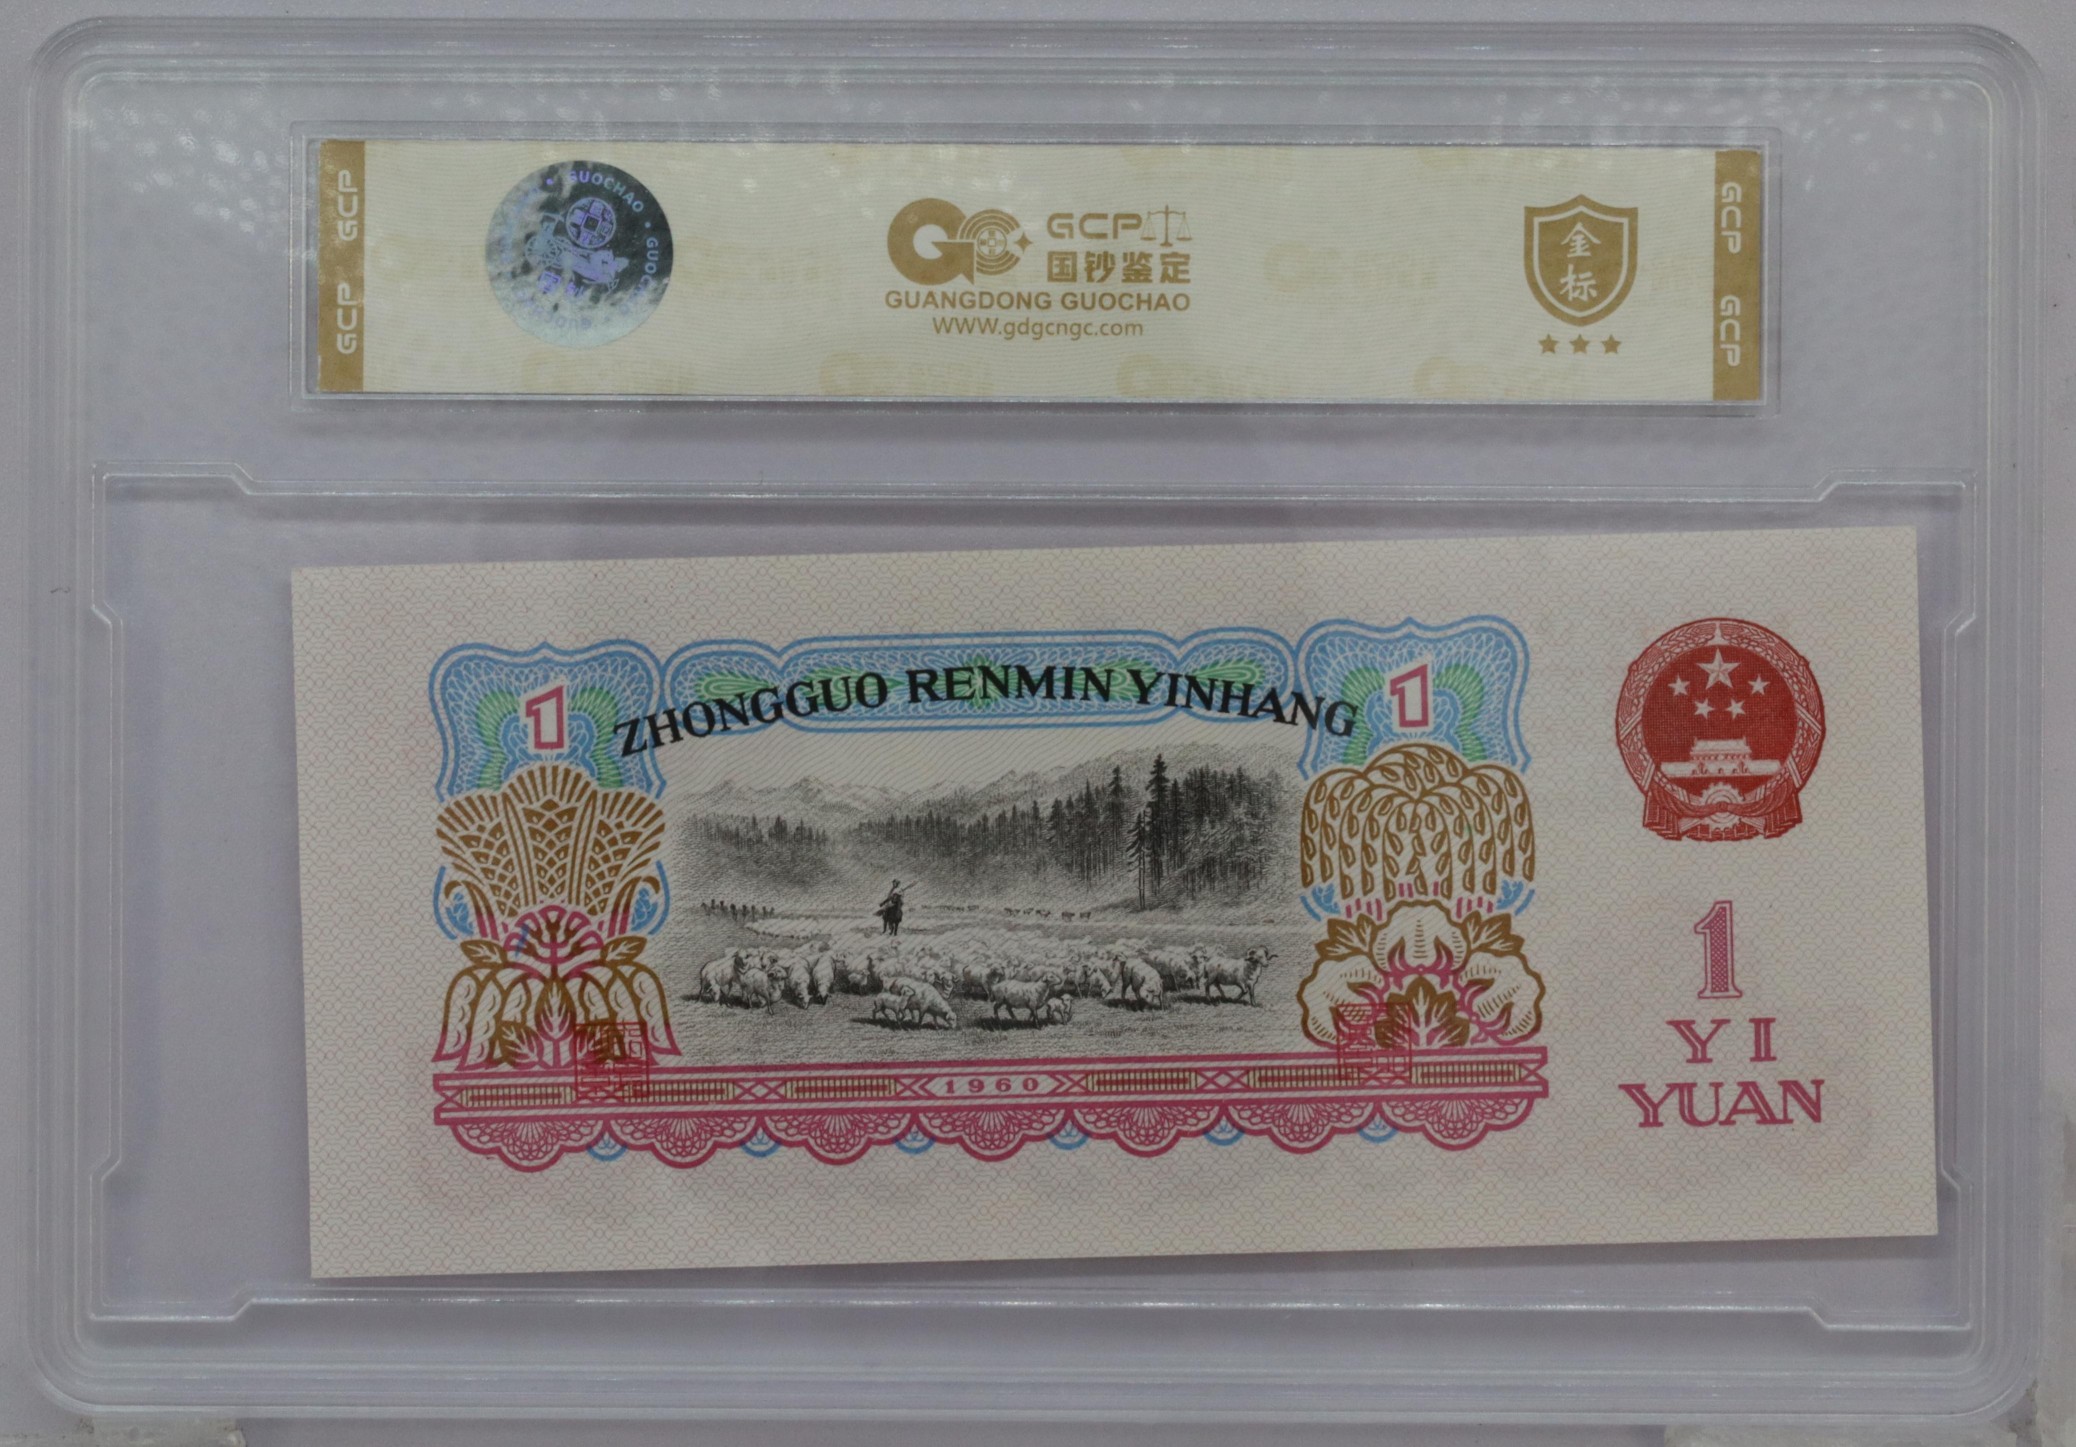 GCP GCP
GUOCHAO • GUOCHAO
GCP
国钞鉴定
GUANGDONG GUOCHAO
WWW.gdgcngc.com
金
标
GCP GCP
1
ZHONGGUO RENMIN YINHANG
1
1960
1
YI
YUAN